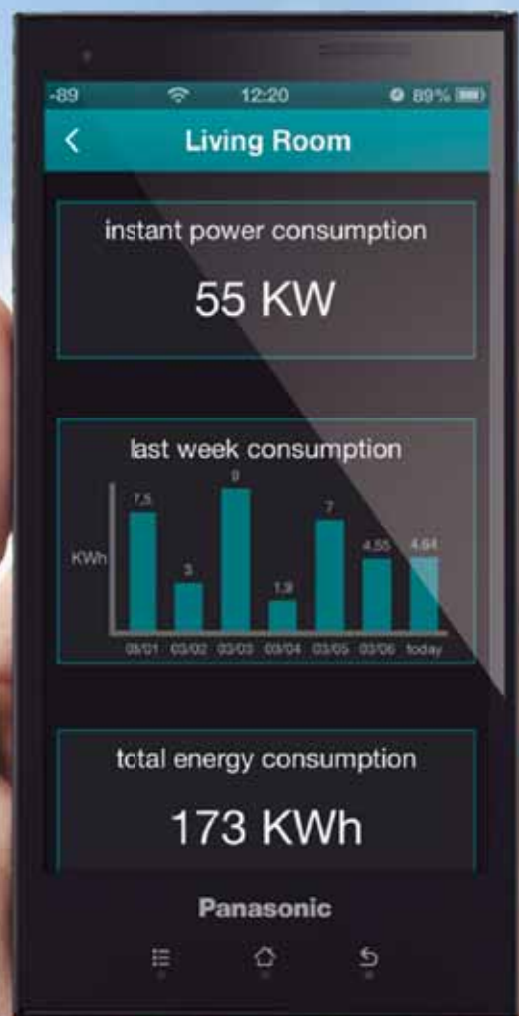 -89 12:20 89%
Living Room
instant power consumption
55 KW
last week consumption
9
7,5 7
3 1,9 4,55 4,64
KWh
03/01 03/02 03/03 03/04 03/05 03/06 today
total energy consumption
173 KWh
Panasonic